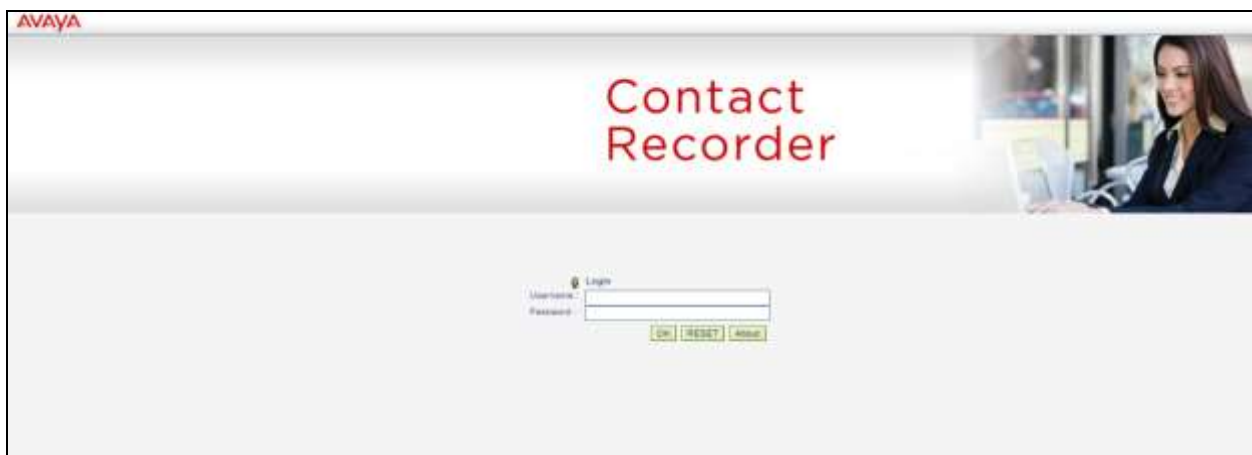 AVAYA
Contact
Recorder
Login
Username:
Password:
OK RESET About